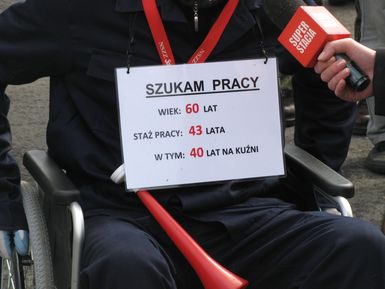 SUPER
STACJA
SZUKAM PRACY
WIEK: 60 LAT
STAŻ PRACY: 43 LATA
W TYM: 40 LAT NA KUŹNI